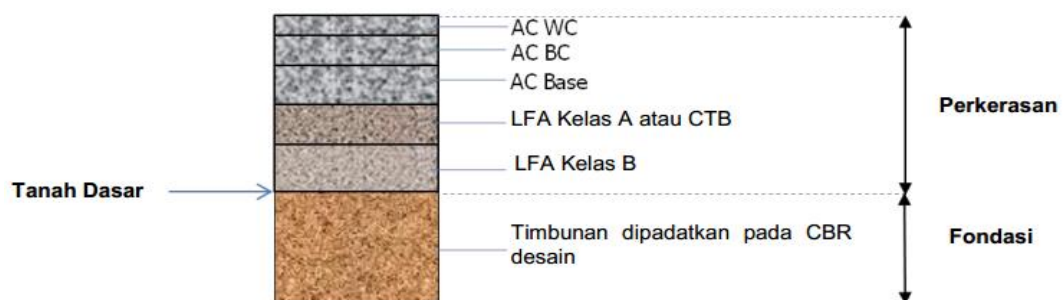 AC WC
AC BC
AC Base
LFA Kelas A atau CTB
LFA Kelas B
Perkerasan
Tanah Dasar
Timbunan dipadatkan pada CBR
desain
Fondasi